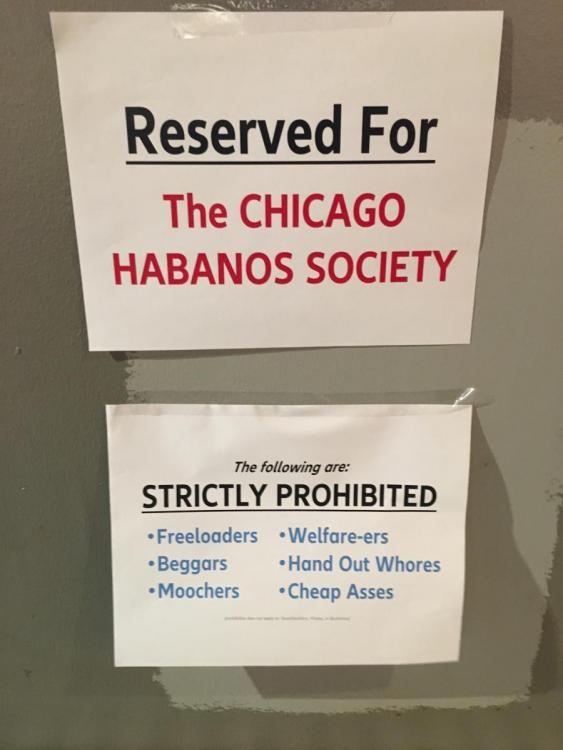 Reserved For
The CHICAGO
HABANOS SOCIETY
The following are:
STRICTLY PROHIBITED
•Freeloaders •Welfare-ers
•Beggars •Hand Out Whores
•Moochers •Cheap Asses